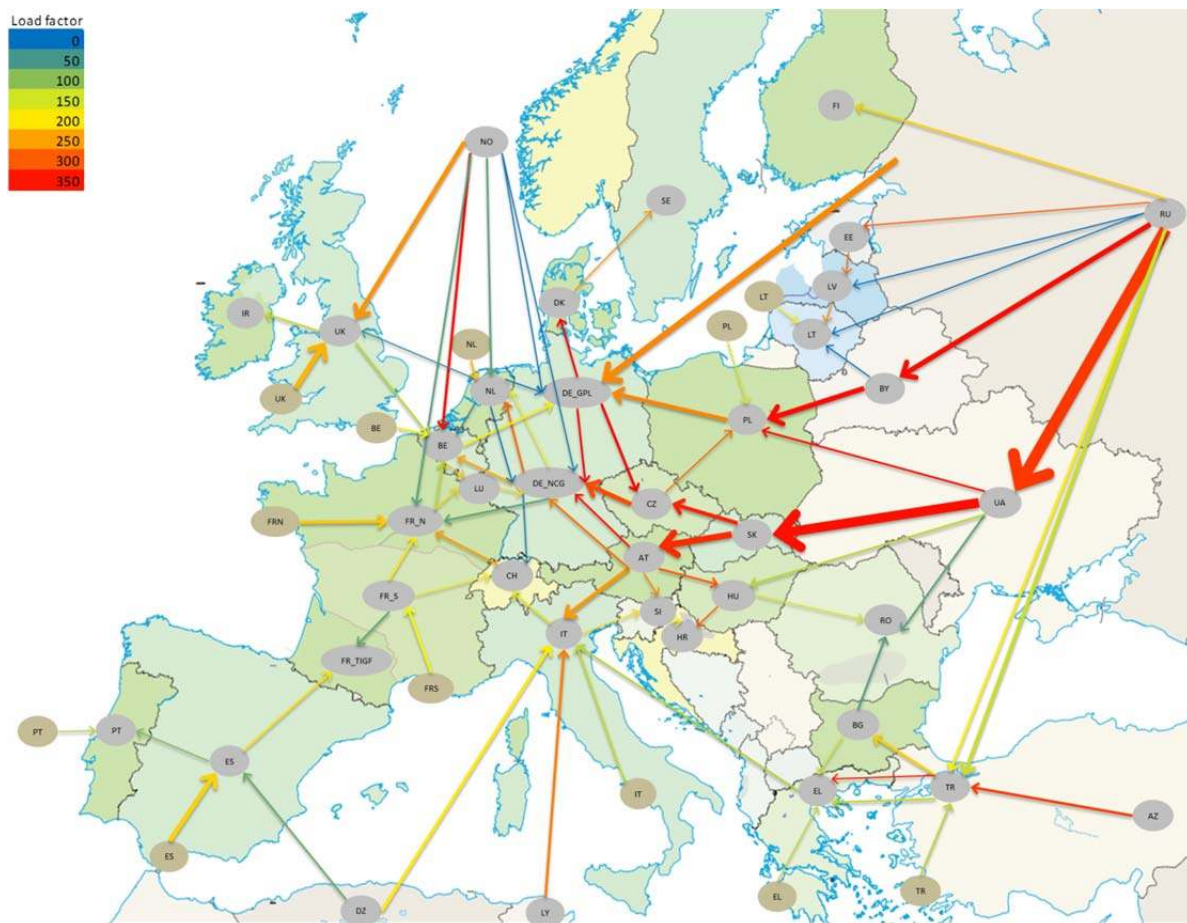 Load factor
0
50
100
150
200
250
300
350
FI
NO
SE
RU
EE
LV
LT
DK
LT
IR
UK
PL
NL
UK
NL
DE_GPL
BY
PL
BE
BE
LU
DE_NCG
CZ
UA
FRN
FR_N
SK
AT
CH
HU
FR_S
SI
RO
IT
HR
FR_TIGF
FRS
PT
PT
BG
ES
IT
EL
TR
AZ
ES
EL
TR
DZ
LY